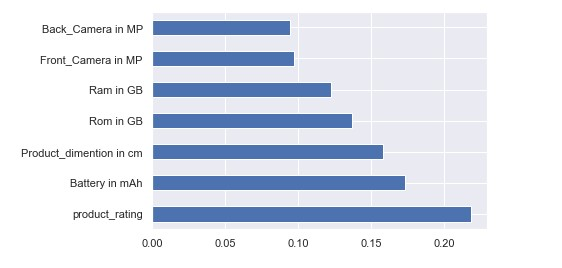 Back_Camera in MP
Front_Camera in MP
Ram in GB
Rom in GB
Product_dimention in cm
Battery in mAh
product_rating
0.00 0.05 0.10 0.15 0.20